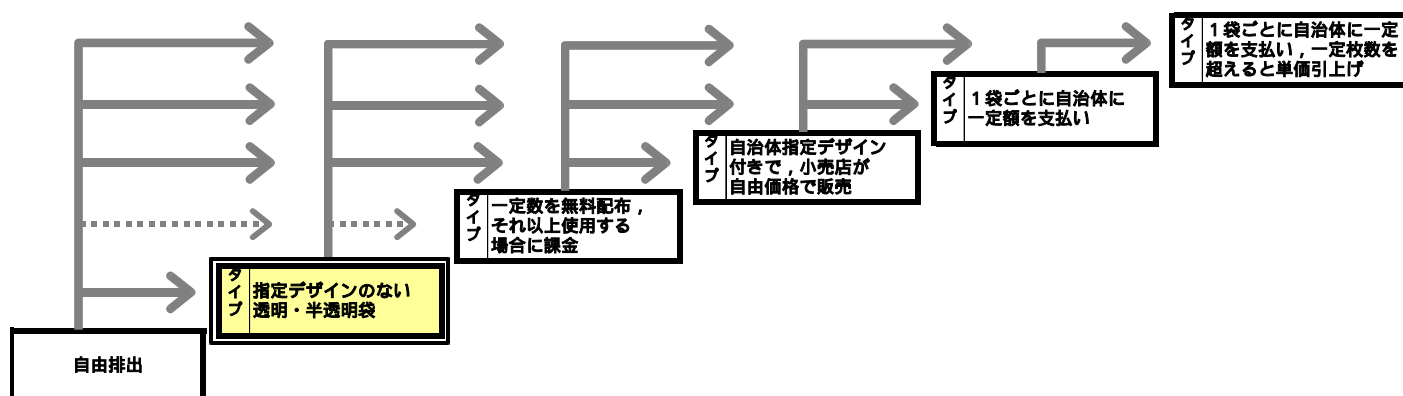 タイプ
１袋ごとに自治体に一定
額を支払い，一定枚数を
超えると単価引上げ
タイプ
１袋ごとに自治体に
一定額を支払い
タイプ
自治体指定デザイン
付きで，小売店が
自由価格で販売
タイプ
一定数を無料配布，
それ以上使用する
場合に課金
タイプ
指定デザインのない
透明・半透明袋
自由排出